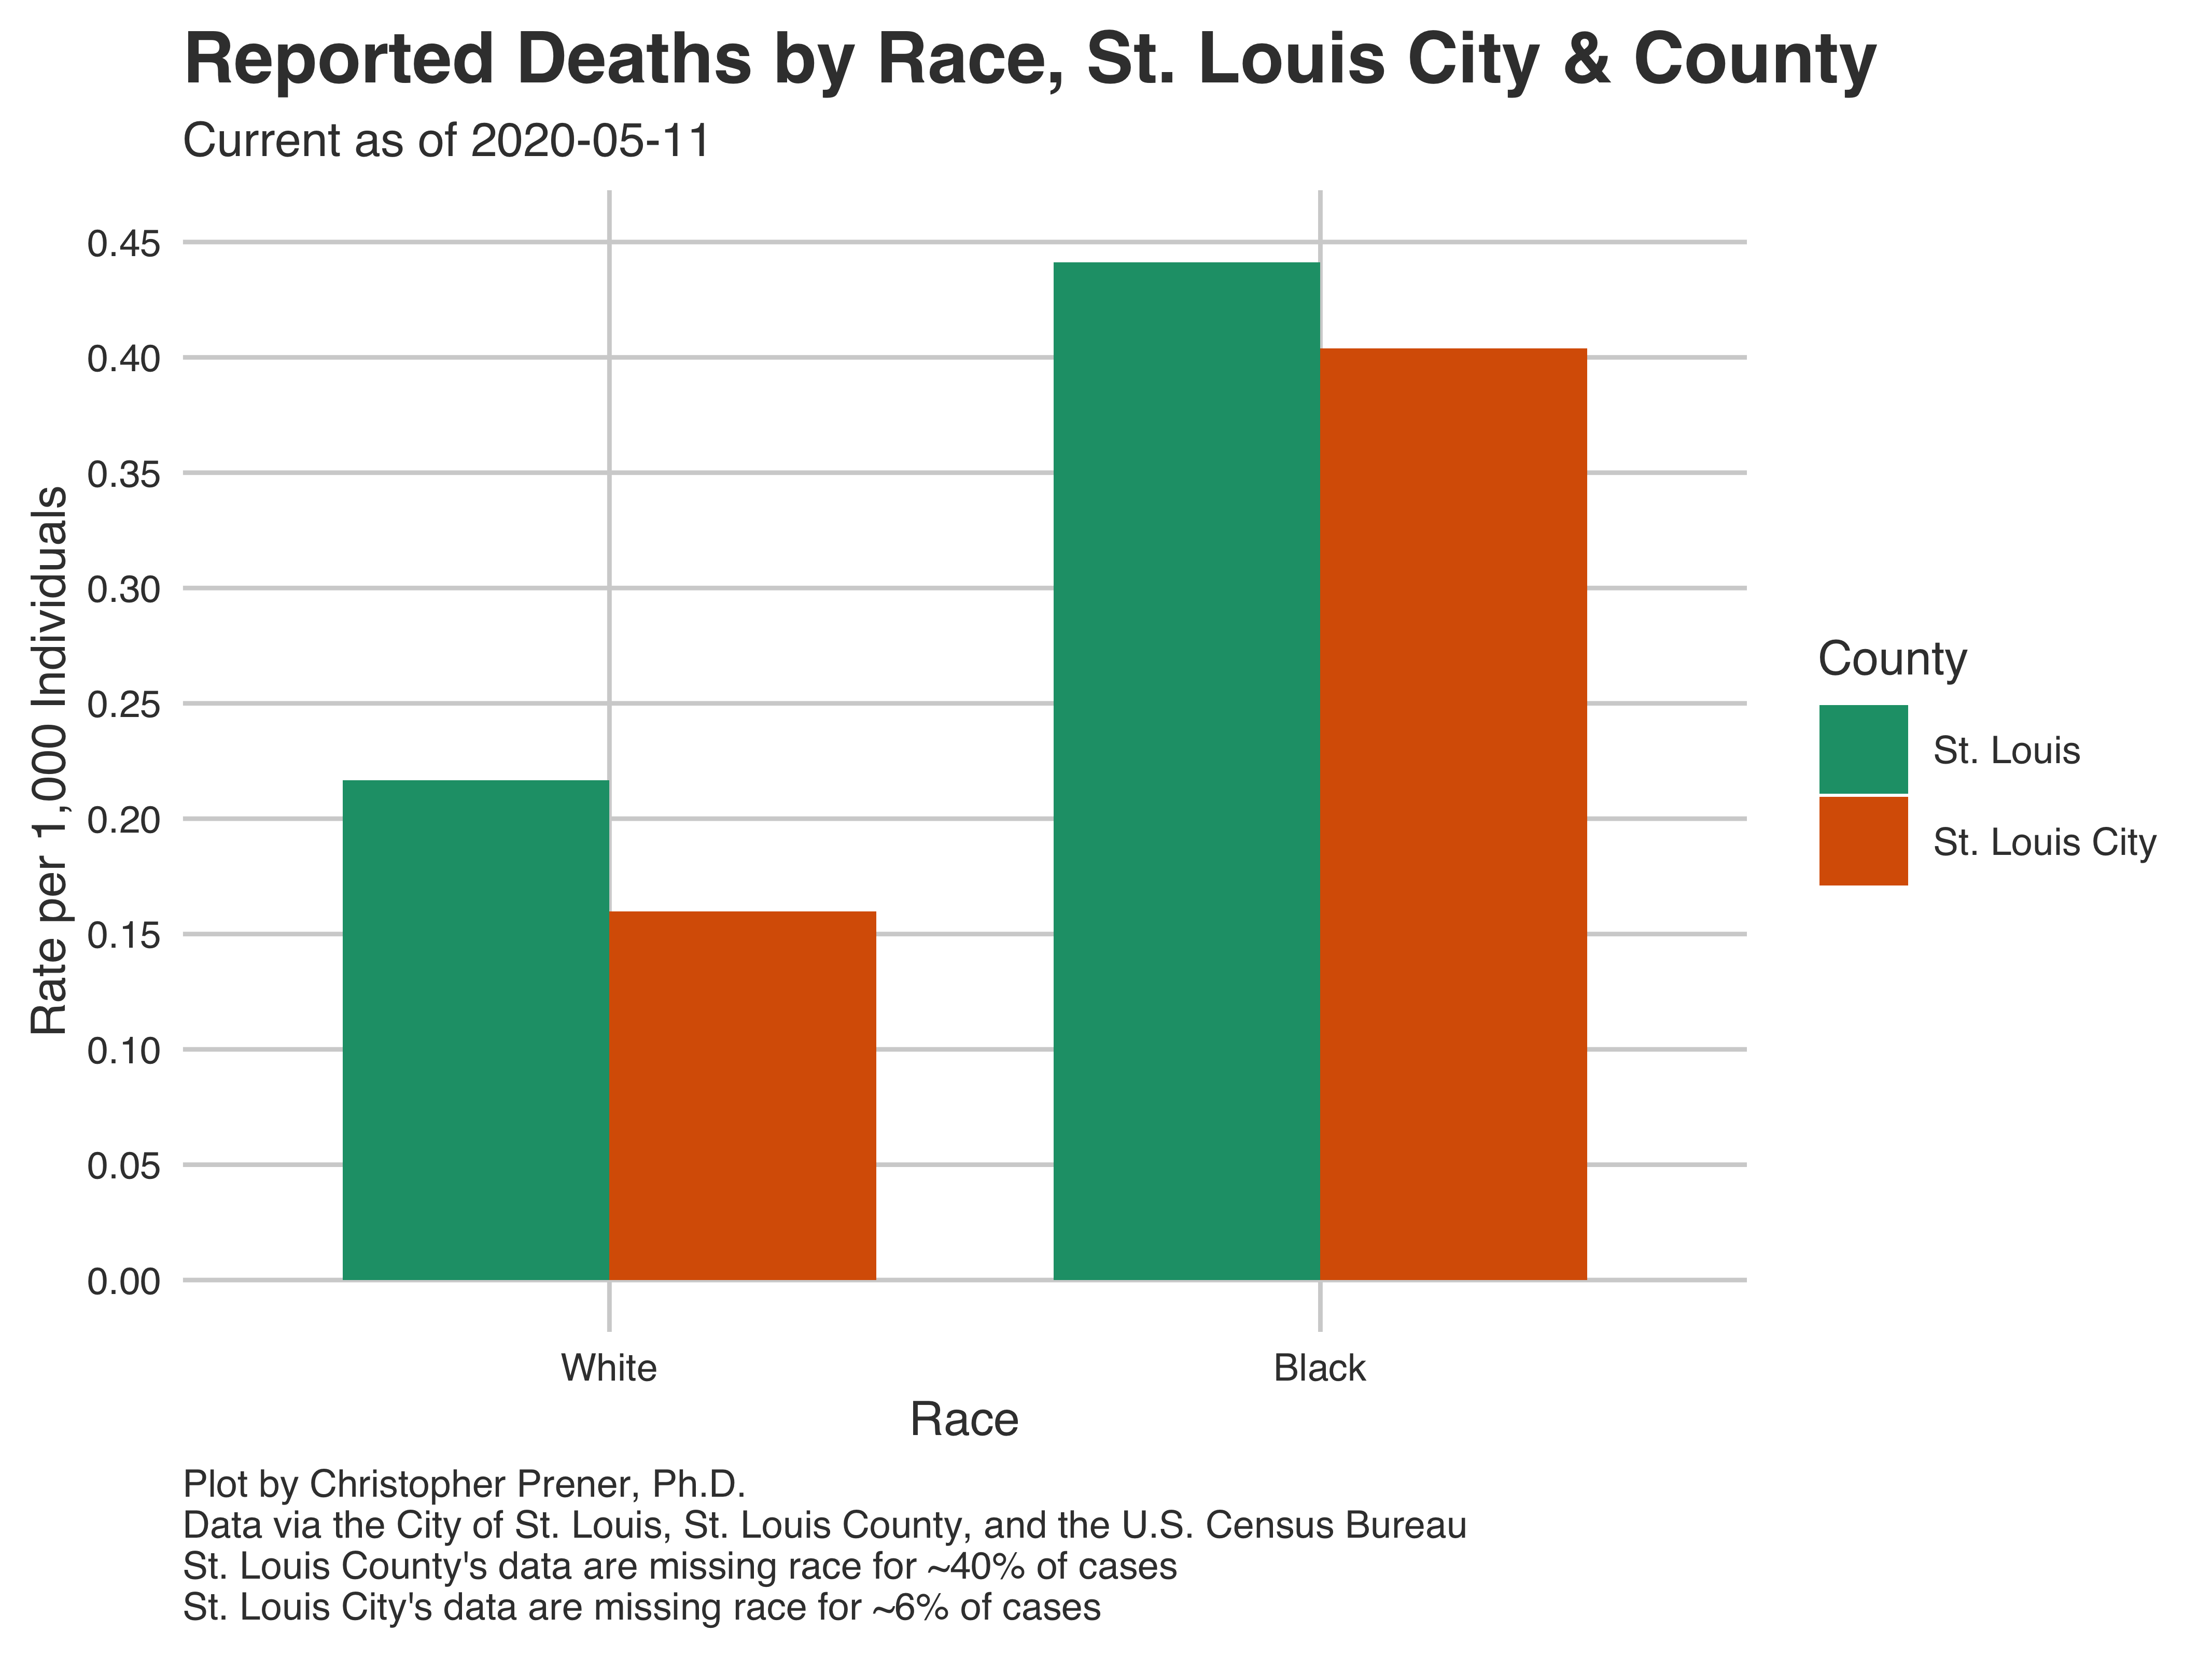 Reported Deaths by Race, St. Louis City & County
Current as of 2020-05-11
Rate per 1,000 Individuals
0.45
0.40
0.35
0.30
0.25
0.20
0.15
0.10
0.05
0.00
White
Black
Race
County
St. Louis
St. Louis City
Plot by Christopher Prener, Ph.D.
Data via the City of St. Louis, St. Louis County, and the U.S. Census Bureau
St. Louis County's data are missing race for ~40% of cases
St. Louis City's data are missing race for ~6% of cases